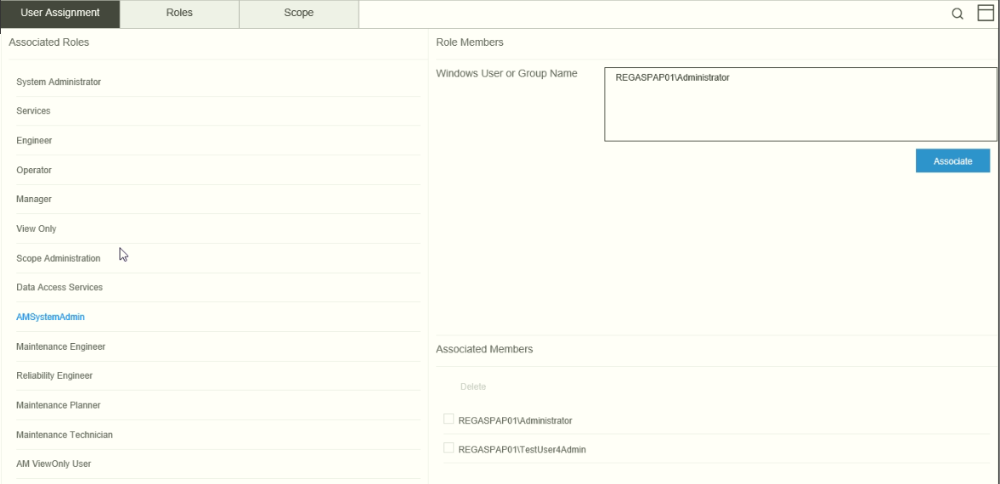 User Assignment
Roles
Scope
Associated Roles
System Administrator
Services
Engineer
Operator
Manager
View Only
Scope Administration
Data Access Services
AMSystemAdmin
Maintenance Engineer
Reliability Engineer
Maintenance Planner
Maintenance Technician
AM ViewOnly User
Role Members
Windows User or Group Name
REGASPAP01\Administrator
Associate
Associated Members
Delete
REGASPAP01\Administrator
REGASPAP01\TestUser4Admin